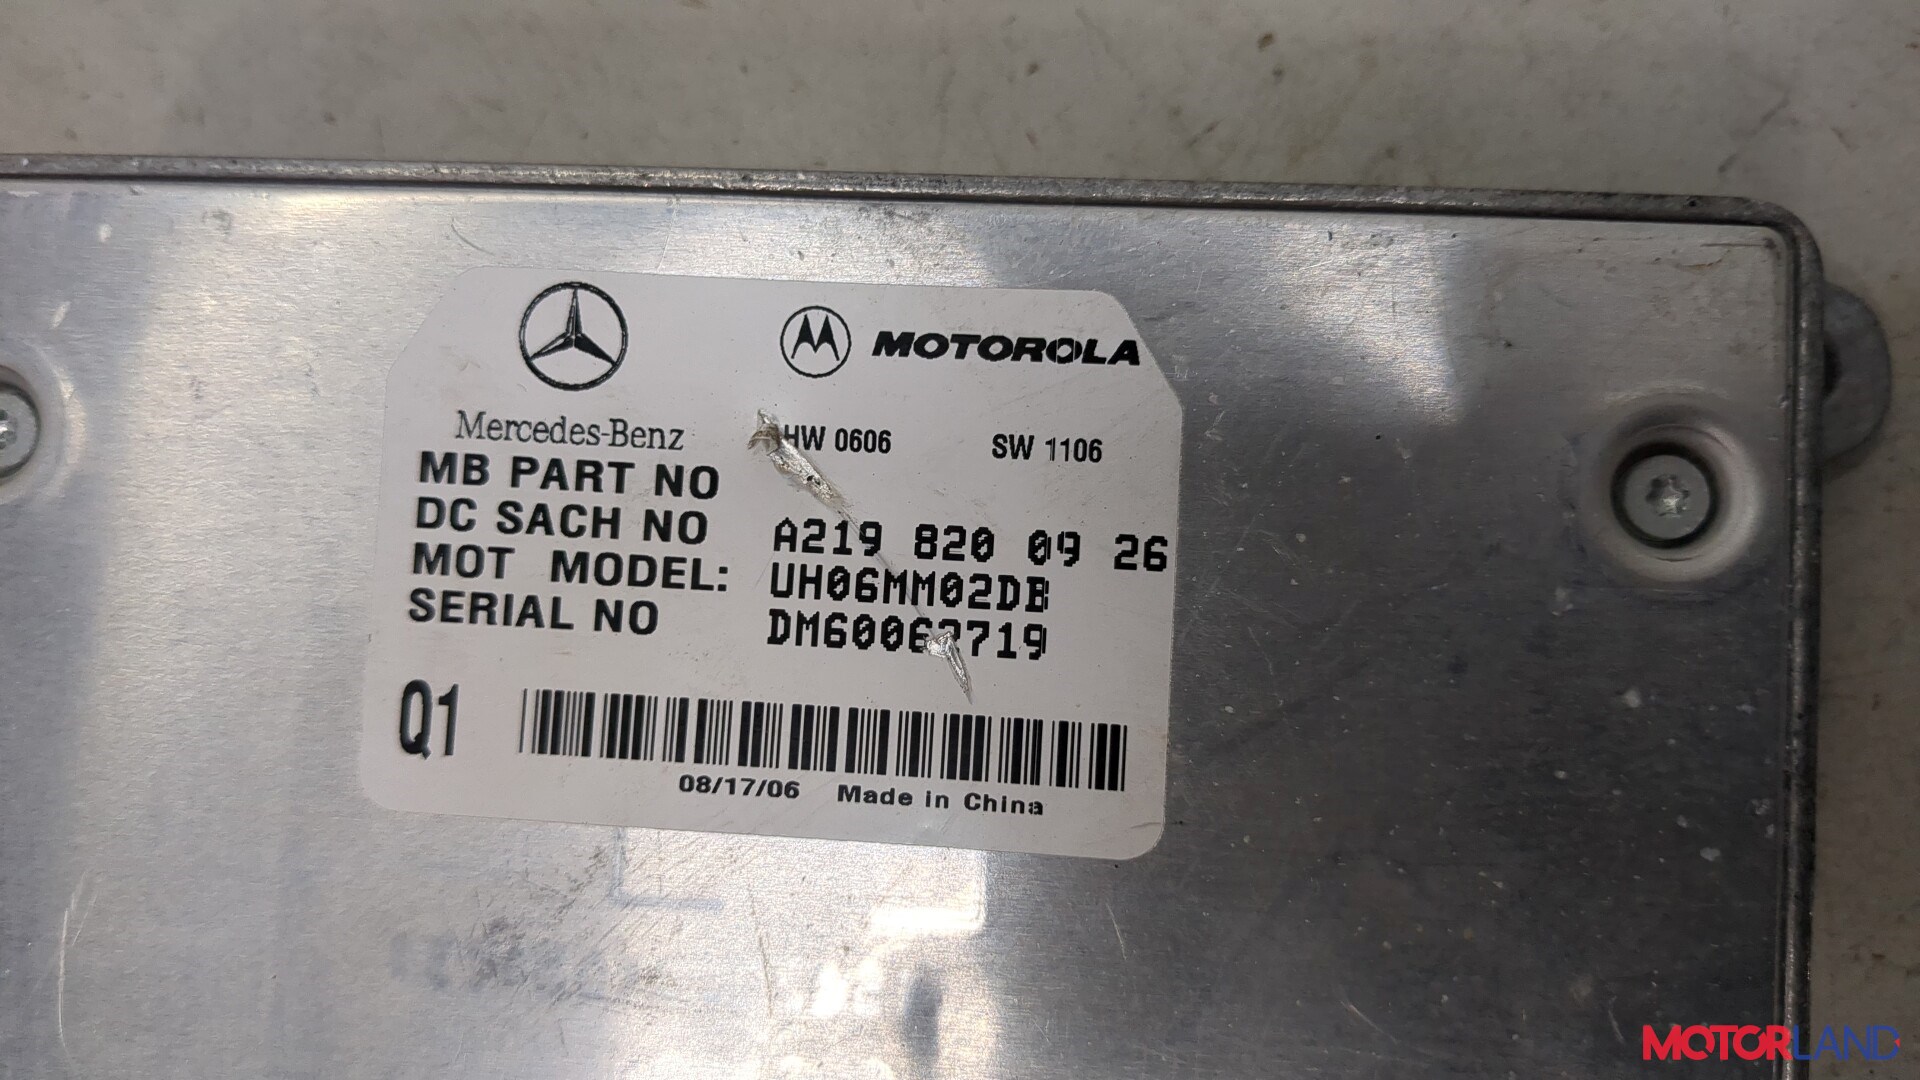 MOTOROLA
Mercedes-Benz HW 0606 SW 1106
MB PART NO
DC SACH NO A219 820 09 26
MOT MODEL: UH06MM02DB
SERIAL NO
Q1
08/17/06 Made in China
MOTORLAND